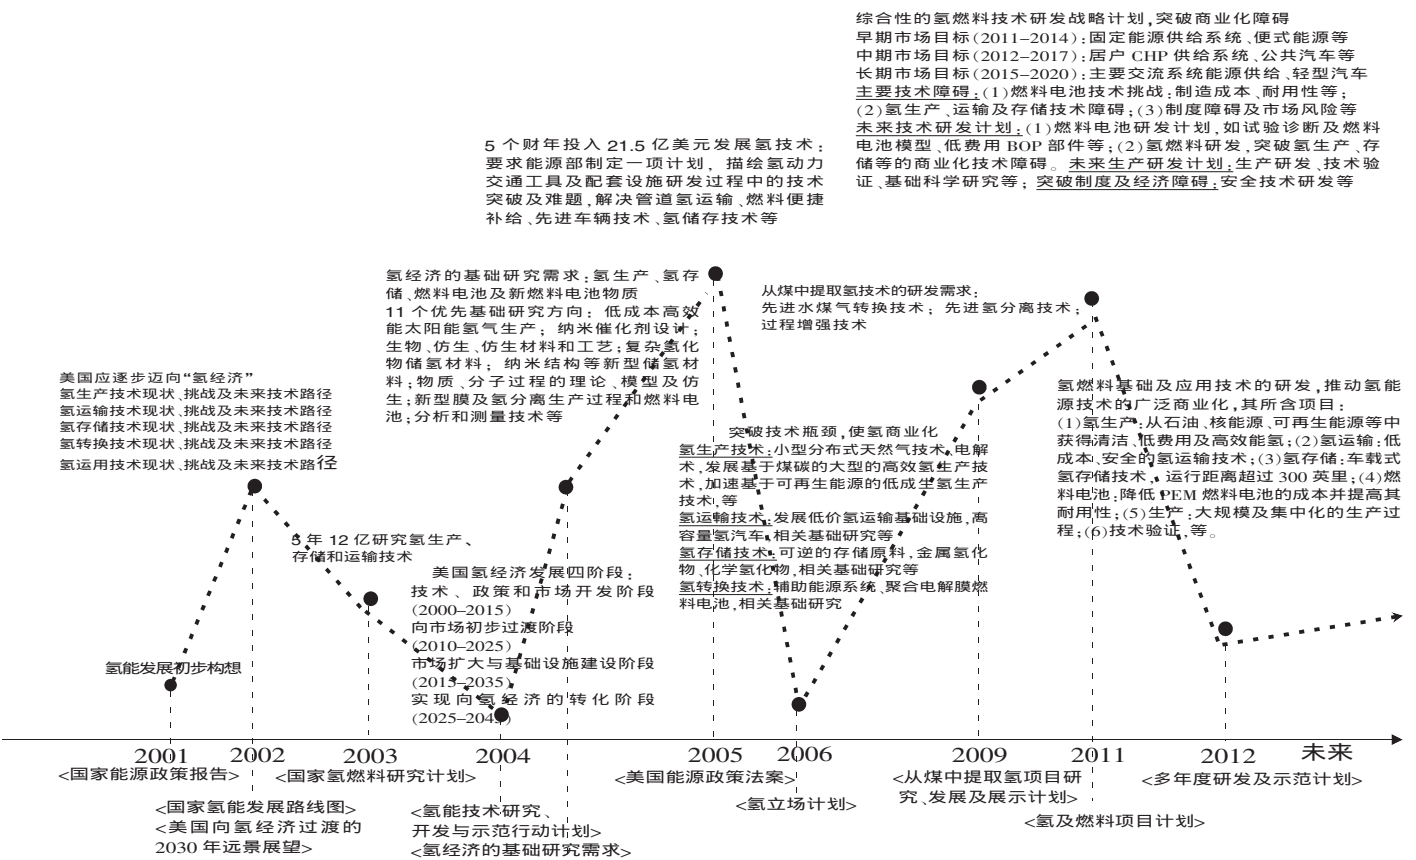 综合性的氢燃料技术研发战略计划,突破商业化障碍
早期市场目标(2011–2014):固定能源供给系统、便式能源等
中期市场目标(2012–2017):居户 CHP 供给系统、公共汽车等
长期市场目标(2015–2020):主要交流系统能源供给、轻型汽车
主要技术障碍:(1)燃料电池技术挑战:制造成本、耐用性等;
(2)氢生产、运输及存储技术障碍;(3)制度障碍及市场风险等
未来技术研发计划:(1)燃料电池研发计划,如试验诊断及燃料
电池模型、低费用 BOP 部件等;(2)氢燃料研发,突破氢生产、存
储等的商业化技术障碍。未来生产研发计划:生产研发、技术验
证、基础科学研究等;突破制度及经济障碍:安全技术研发等
5 个财年投入 21.5 亿美元发展氢技术:
要求能源部制定一项计划,描绘氢动力
交通工具及配套设施研发过程中的技术
突破及难题,解决管道氢运输、燃料便捷
补给、先进车辆技术、氢储存技术等
氢经济的基础研究需求:氢生产、氢存
储、燃料电池及新燃料电池物质
11 个优先基础研究方向:低成本高效
能太阳能氢气生产;纳米催化剂设计;
生物、仿生、仿生材料和工艺;复杂氢化
物储氢材料;纳米结构等新型储氢材
料;物质、分子过程的理论、模型及仿
生;新型膜及氢分离生产过程和燃料电
池;分析和测量技术等
从煤中提取氢技术的研发需求:
先进水煤气转换技术;先进氢分离技术;
过程增强技术
美国应逐步迈向“氢经济”
氢生产技术现状、挑战及未来技术路径
氢运输技术现状、挑战及未来技术路径
氢存储技术现状、挑战及未来技术路径
氢转换技术现状、挑战及未来技术路径
氢运用技术现状、挑战及未来技术路径
氢燃料基础及应用技术的研发,推动氢能
源技术的广泛商业化,其所含项目:
(1)氢生产:从石油、核能源、可再生能源等中
获得清洁、低费用及高效能氢;(2)氢运输:低
成本、安全的氢运输技术;(3)氢存储:车载式
氢存储技术,运行距离超过 300 英里;(4)燃
料电池:降低 PEM 燃料电池的成本并提高其
耐用性;(5)生产:大规模及集中化的生产过
程;(6)技术验证,等。
突破技术瓶颈,使氢商业化
氢生产技术:小型分布式天然气技术、电解
术,发展基于煤碳的大型的高效氢生产技
术,加速基于可再生能源的低成生氢生产
技术,等
氢运输技术:发展低价氢运输基础设施,高
容量氢汽车,相关基础研究等
氢存储技术:可逆的存储原料,金属氢化
物、化学氢化物,相关基础研究等
氢转换技术:辅助能源系统、聚合电解膜燃
料电池,相关基础研究
5 年 12 亿研究氢生产、
存储和运输技术
美国氢经济发展四阶段:
技术、政策和市场开发阶段
(2000–2015)
向市场初步过渡阶段
(2010–2025)
市场扩大与基础设施建设阶段
(2015–2035)
实现向氢经济的转化阶段
(2025–2045)
氢能发展初步构想
2001 2002 2003 2004 2005 2006 2009 2011 2012 未来
<国家能源政策报告>
<国家氢能发展路线图>
<美国向氢经济过渡的
2030 年远景展望>
<国家氢燃料研究计划>
<氢能技术研究、
开发与示范行动计划>
<氢经济的基础研究需求>
<美国能源政策法案>
<氢立场计划>
<从煤中提取氢项目研
究、发展及展示计划>
<氢及燃料项目计划>
<多年度研发及示范计划>